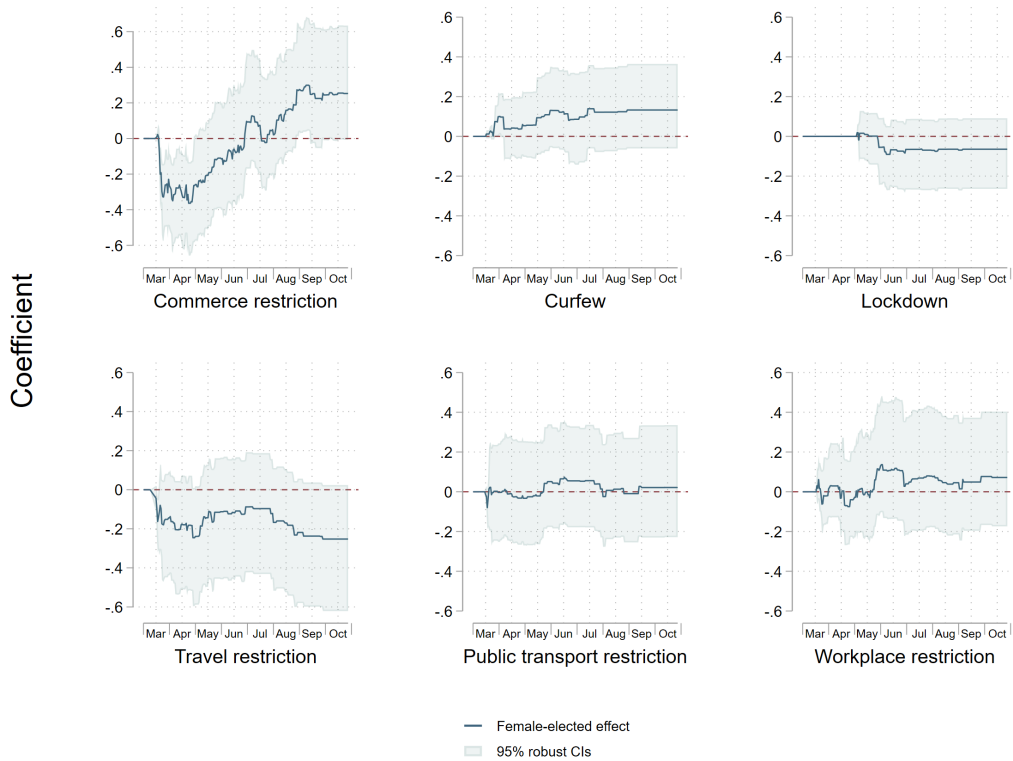 Coefficient
.6
.4
.2
0
-.2
-.4
-.6
Mar Apr May Jun Jul Aug Sep Oct
Commerce restriction
.6
.4
.2
0
-.2
-.4
-.6
Mar Apr May Jun Jul Aug Sep Oct
Curfew
.6
.4
.2
0
-.2
-.4
-.6
Mar Apr May Jun Jul Aug Sep Oct
Lockdown
.6
.4
.2
0
-.2
-.4
-.6
Mar Apr May Jun Jul Aug Sep Oct
Travel restriction
.6
.4
.2
0
-.2
-.4
-.6
Mar Apr May Jun Jul Aug Sep Oct
Public transport restriction
.6
.4
.2
0
-.2
-.4
-.6
Mar Apr May Jun Jul Aug Sep Oct
Workplace restriction
Female-elected effect
95% robust CIs